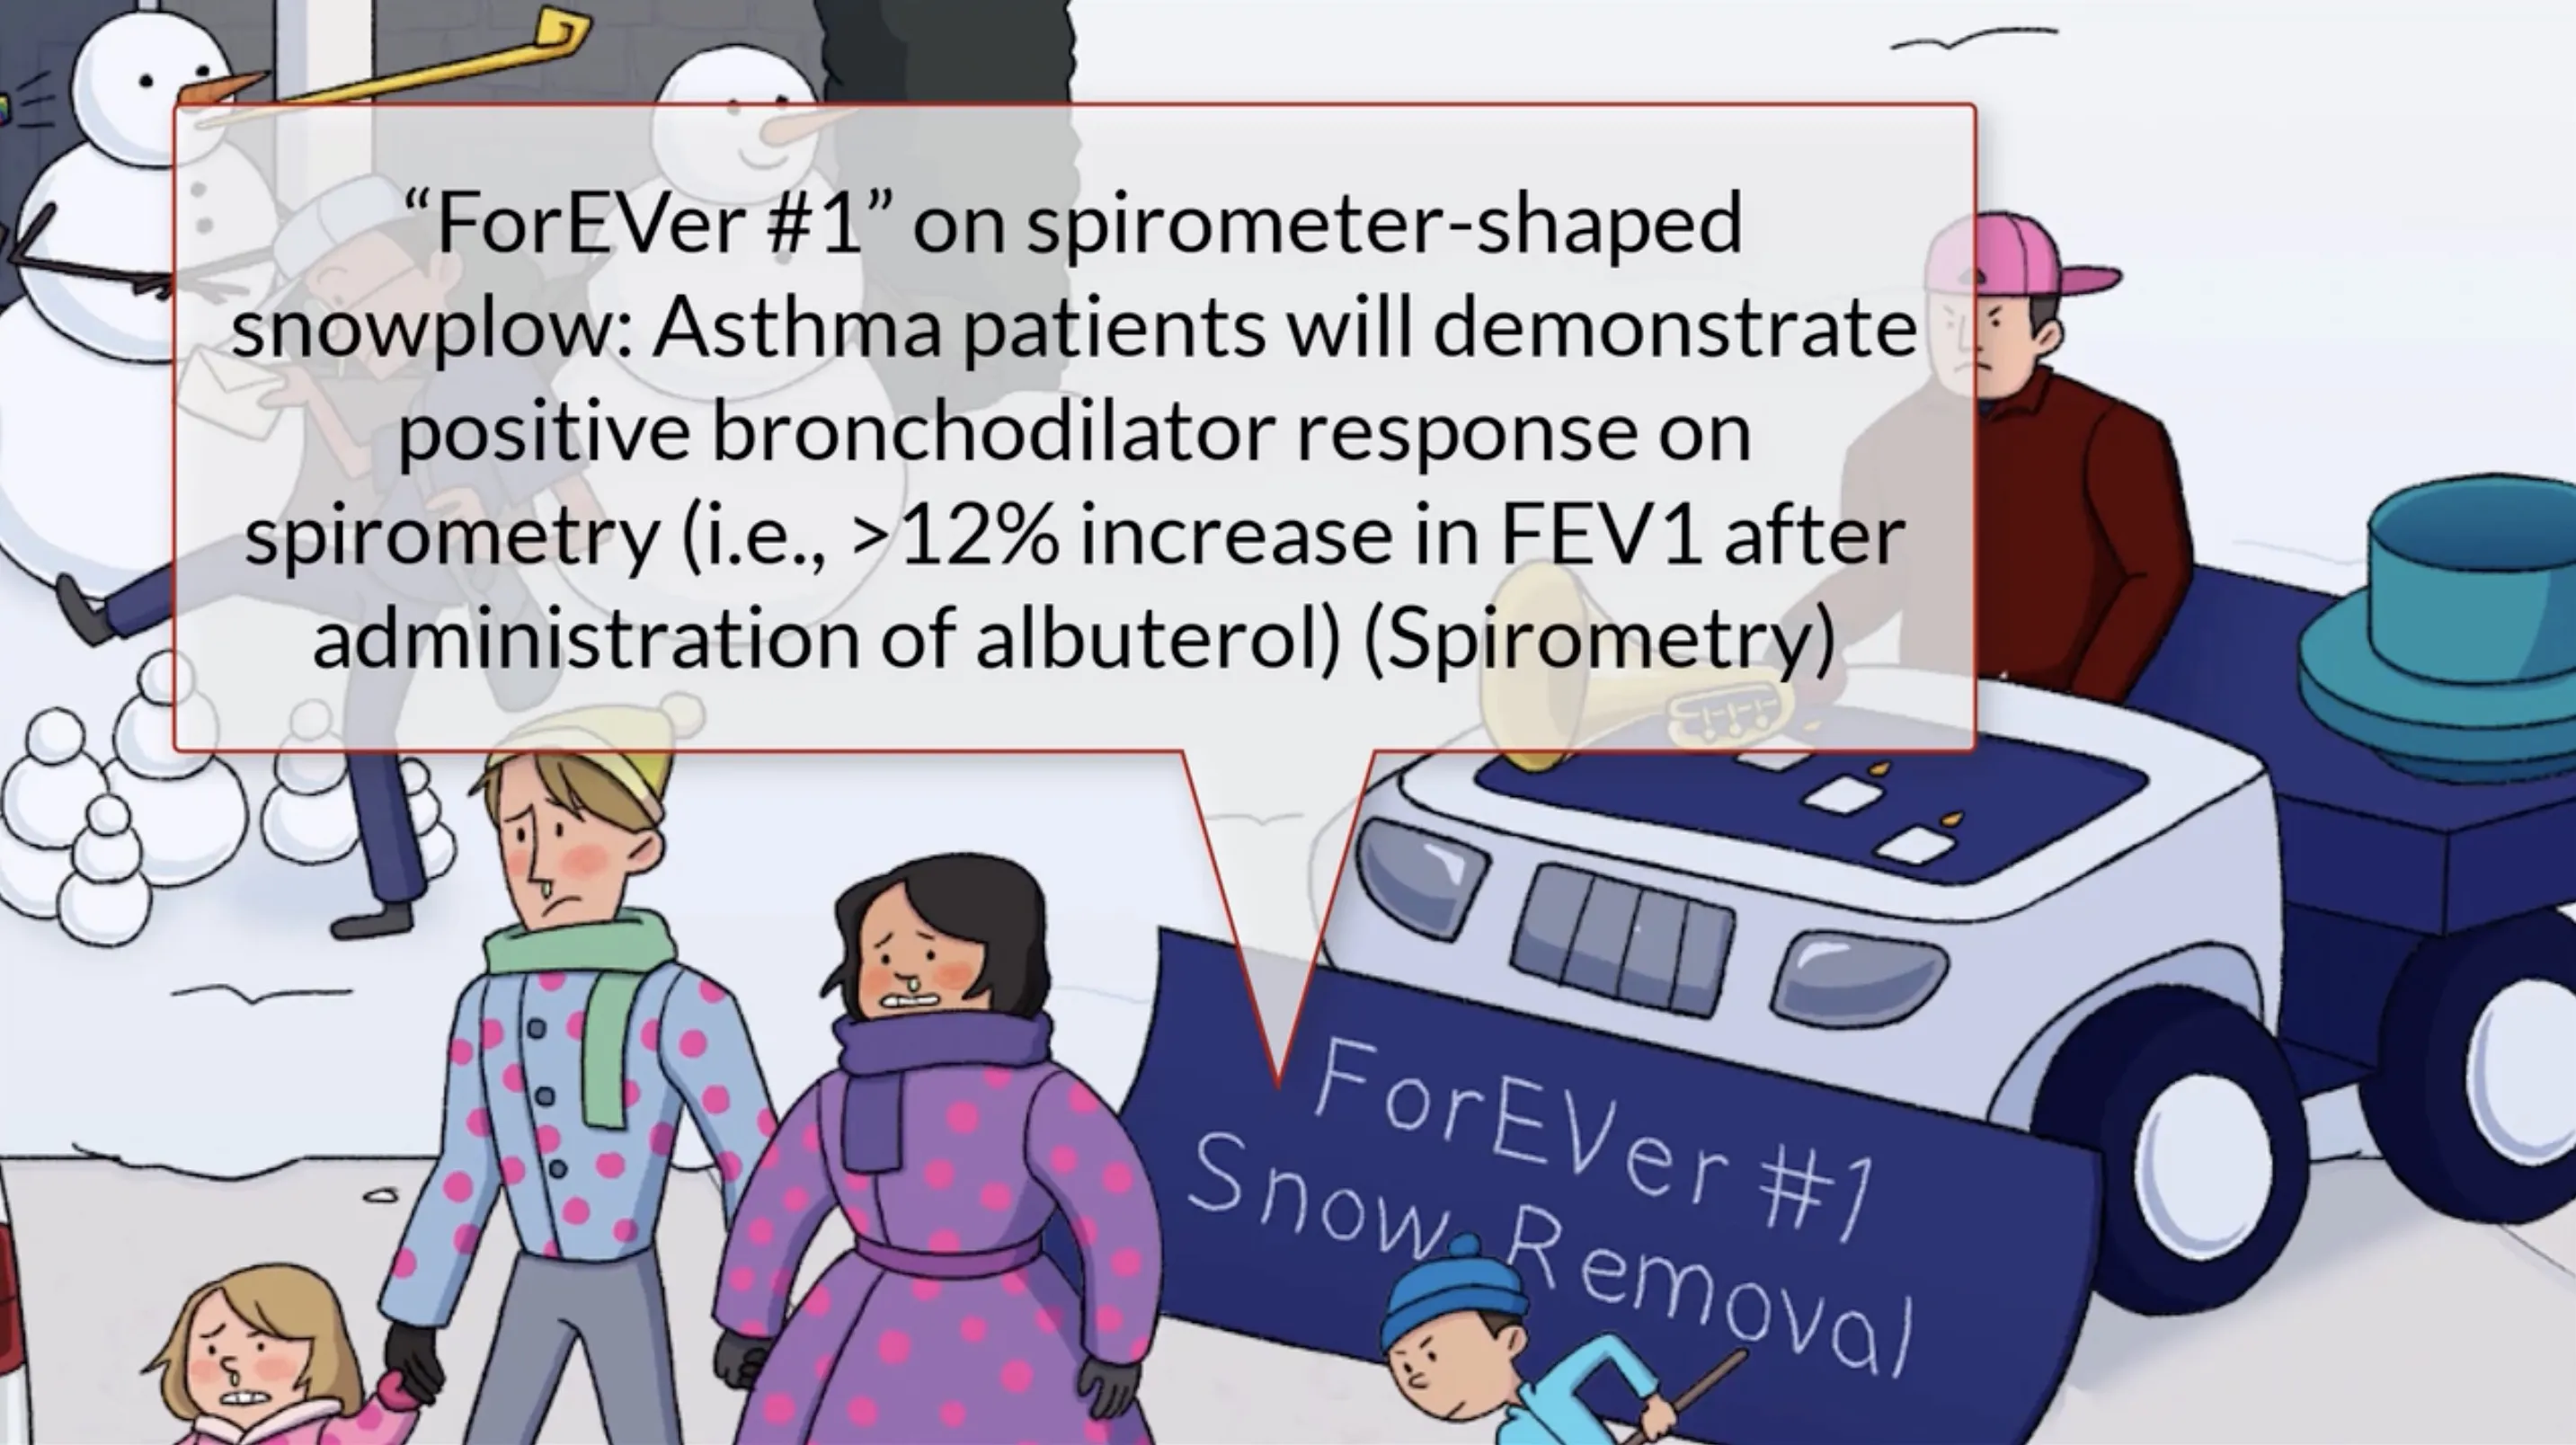 “ForEVer #1” on spirometer-shaped
snowplow: Asthma patients will demonstrate
positive bronchodilator response on
spirometry (i.e., >12% increase in FEV1 after
administration of albuterol) (Spirometry)
ForEVer #1
Snow Removal